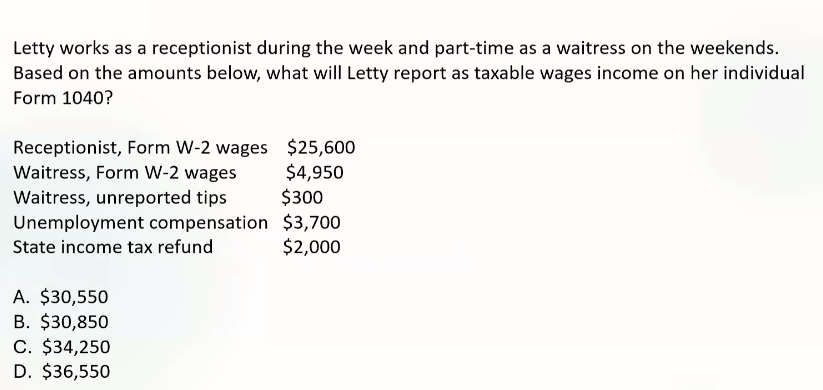 Letty works as a receptionist during the week and part-time as a waitress on the weekends.
Based on the amounts below, what will Letty report as taxable wages income on her individual
Form 1040?
Receptionist, Form W-2 wages $25,600
Waitress, Form W-2 wages $4,950
Waitress, unreported tips $300
Unemployment compensation $3,700
State income tax refund $2,000
A. $30,550
B. $30,850
C. $34,250
D. $36,550